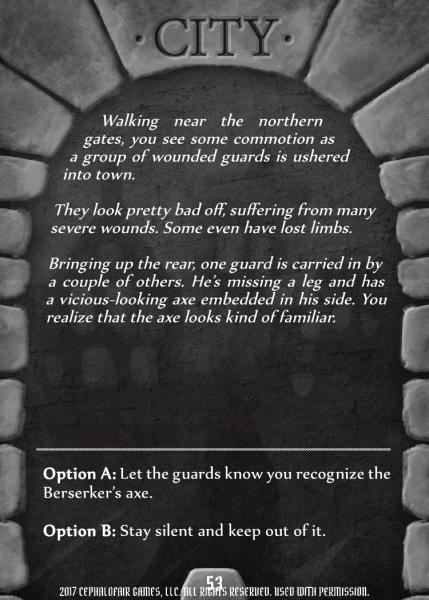 · CITY ·
Walking near the northern
gates, you see some commotion as
a group of wounded guards is ushered
into town.
They look pretty bad off, suffering from many
severe wounds. Some even have lost limbs.
Bringing up the rear, one guard is carried in by
a couple of others. He's missing a leg and has
a vicious-looking axe embedded in his side. You
realize that the axe looks kind of familiar.
Option A: Let the guards know you recognize the
Berserker's axe.
Option B: Stay silent and keep out of it.
53
2017 CEPHALOFAIR GAMES, LLC. ALL RIGHTS RESERVED. USED WITH PERMISSION.